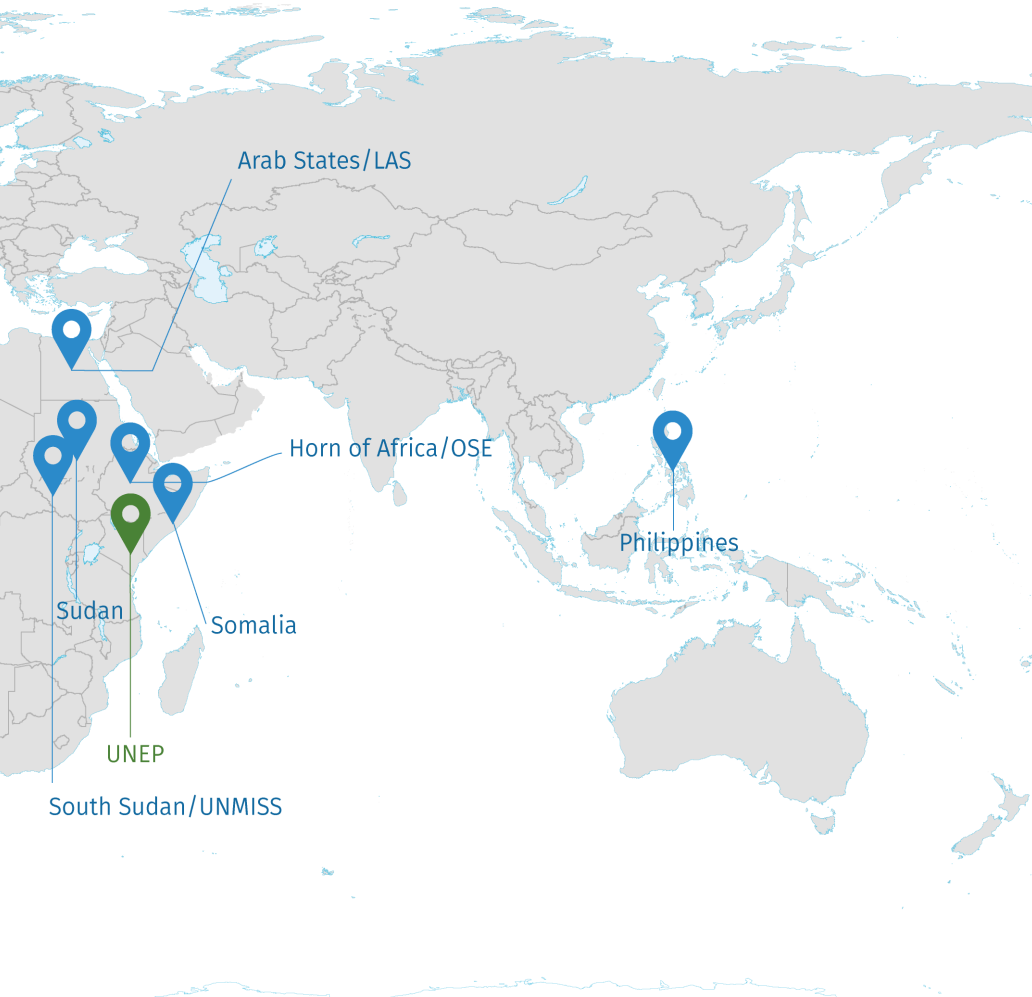 Arab States/LAS
Horn of Africa/OSE
Philippines
Sudan
Somalia
UNEP
South Sudan/UNMISS